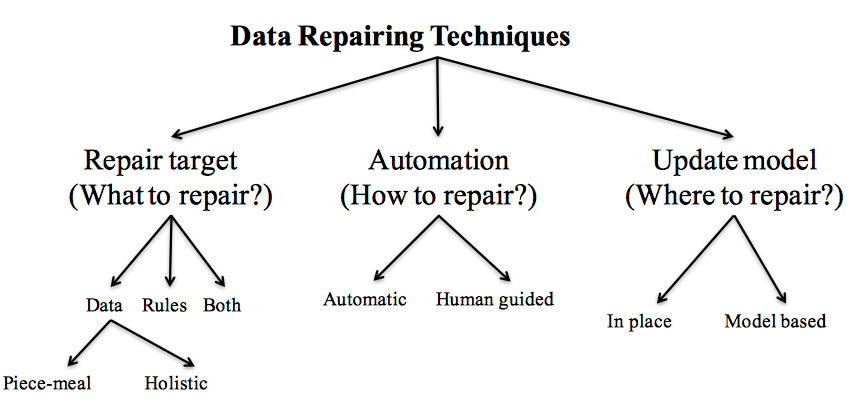 Data Repairing Techniques
Repair target
(What to repair?)
Automation
(How to repair?)
Update model
(Where to repair?)
Data
Rules
Both
Automatic
Human guided
In place
Model based
Piece-meal
Holistic